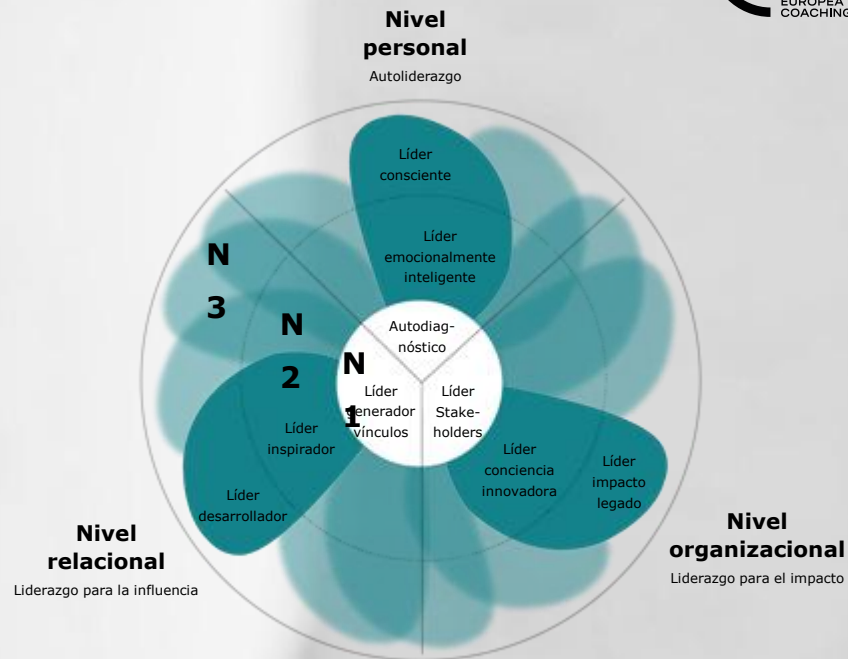 EUROPEA
COACHING
Nivel
personal
Autoliderazgo
Líder
consciente
Líder
emocionalmente
inteligente
N
3
N
2
N
1
Autodiag-
nóstico
Líder
generador
vínculos
Líder
Stake-
holders
Líder
inspirador
Líder
desarrollador
Líder
conciencia
innovadora
Líder
impacto
legado
Nivel
relacional
Liderazgo para la influencia
Nivel
organizacional
Liderazgo para el impacto